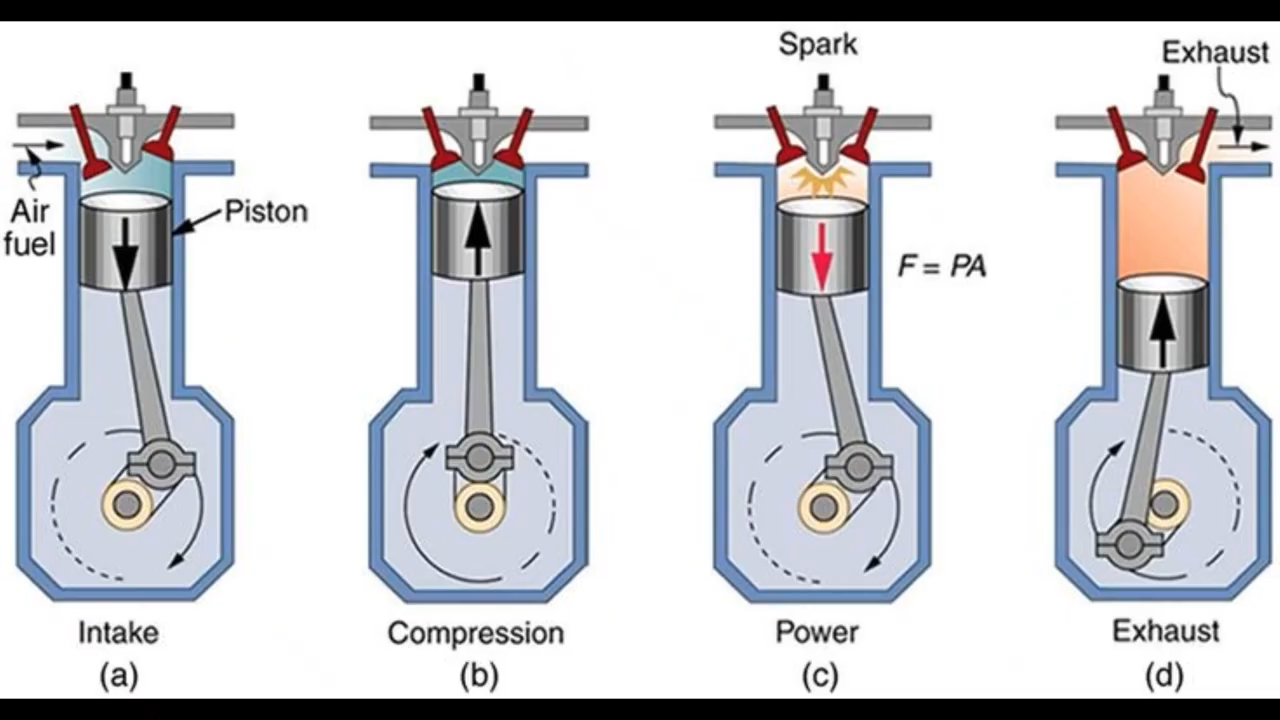 Spark
Exhaust
Air
fuel
Piston
F = PA
Intake
Compression
Power
Exhaust
(a)
(b)
(c)
(d)